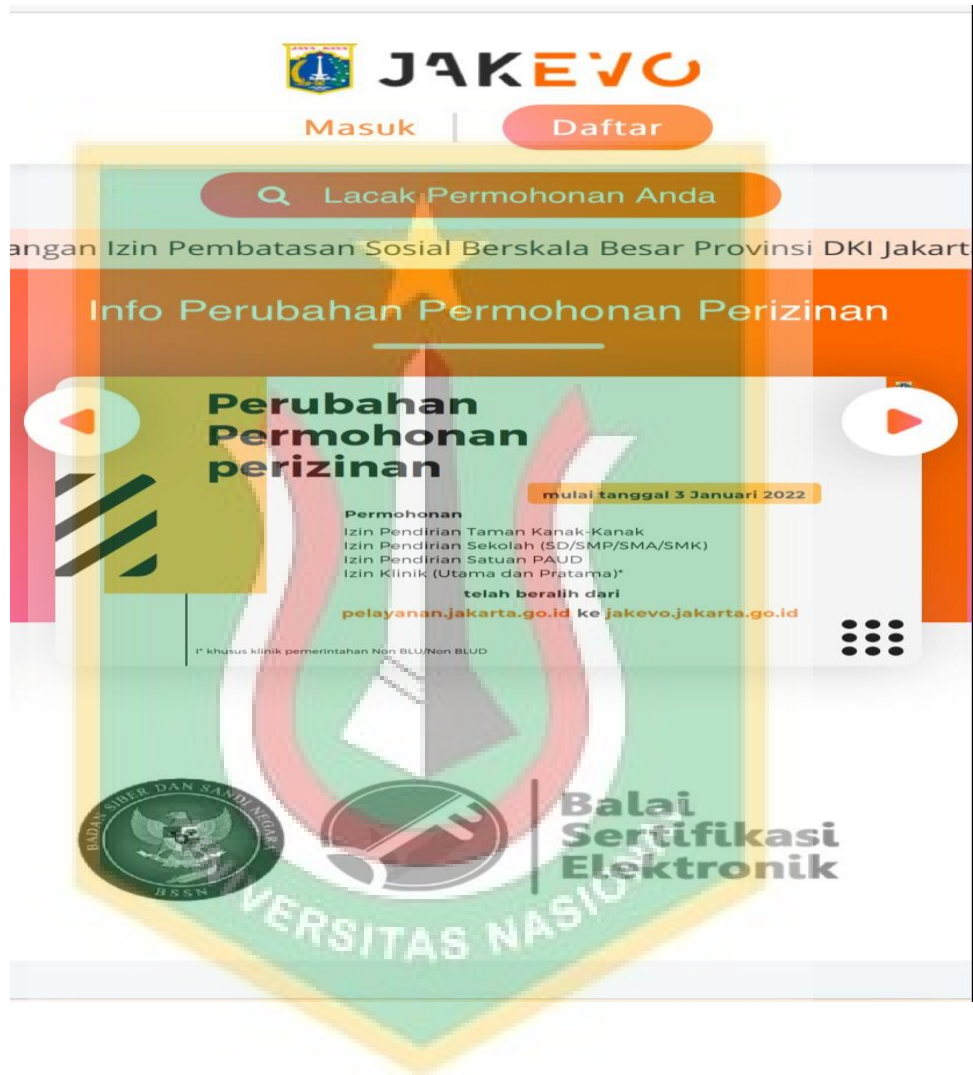 JAYA RAYA
JAKEVO
Masuk
Daftar
Lacak Permohonan Anda
angan Izin Pembatasan Sosial Berskala Besar Provinsi DKI Jakart
Info Perubahan Permohonan Perizinan
Perubahan
Permohonan
perizinan
mulai tanggal 3 Januari 2022
Permohonan
Izin Pendirian Taman Kanak-Kanak
Izin Pendirian Sekolah (SD/SMP/SMA/SMK)
Izin Pendirian Satuan PAUD
Izin Klinik (Utama dan Pratama)*
telah beralih dari
pelayanan.jakarta.go.id ke jakevo.jakarta.go.id
(* khusus klinik pemerintahan Non BLU/Non BLUD
BADAN SIBER DAN SANDI NEGARA
BSSN
Balai
Sertifikasi
Elektronik
UNIVERSITAS NASIONAL